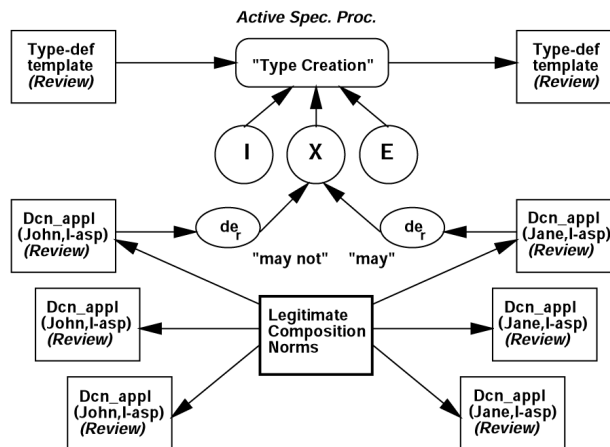 Active Spec. Proc.
Type-def
template
(Review)
"Type Creation"
Type-def
template
(Review)
I
X
E
Dcn_appl
(John,I-asp)
(Review)
de r
de r
Dcn_appl
(Jane,I-asp)
(Review)
"may not"
"may"
Dcn_appl
(John,I-asp)
(Review)
Legitimate
Composition
Norms
Dcn_appl
(Jane,I-asp)
(Review)
Dcn_appl
(John,I-asp)
(Review)
Dcn_appl
(Jane,I-asp)
(Review)